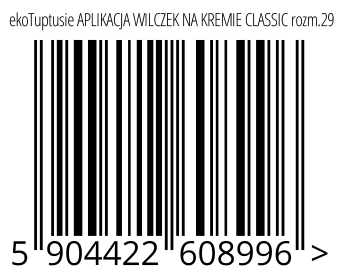 ekoTuptusie APLIKACJA WILCZEK NA KREMIE CLASSIC rozm.29
5 904422 608996 >